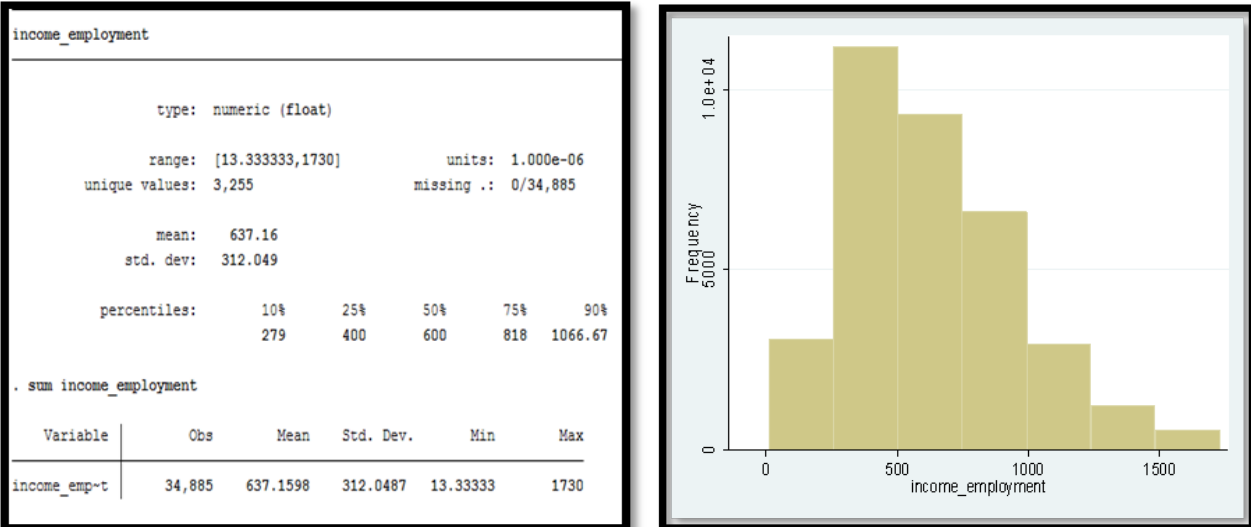 income_employment
type: numeric (float)
range: [13.333333,1730] units: 1.000e-06
unique values: 3,255 missing .: 0/34,885
mean: 637.16
std. dev: 312.049
percentiles: 10% 25% 50% 75% 90%
279 400 600 818 1066.67
. sum income_employment
Variable Obs Mean Std. Dev. Min Max
income_emp~t 34,885 637.1598 312.0487 13.33333 1730
1.0e+04
Frequency
5000
0
0 500 1000 1500
income_employment